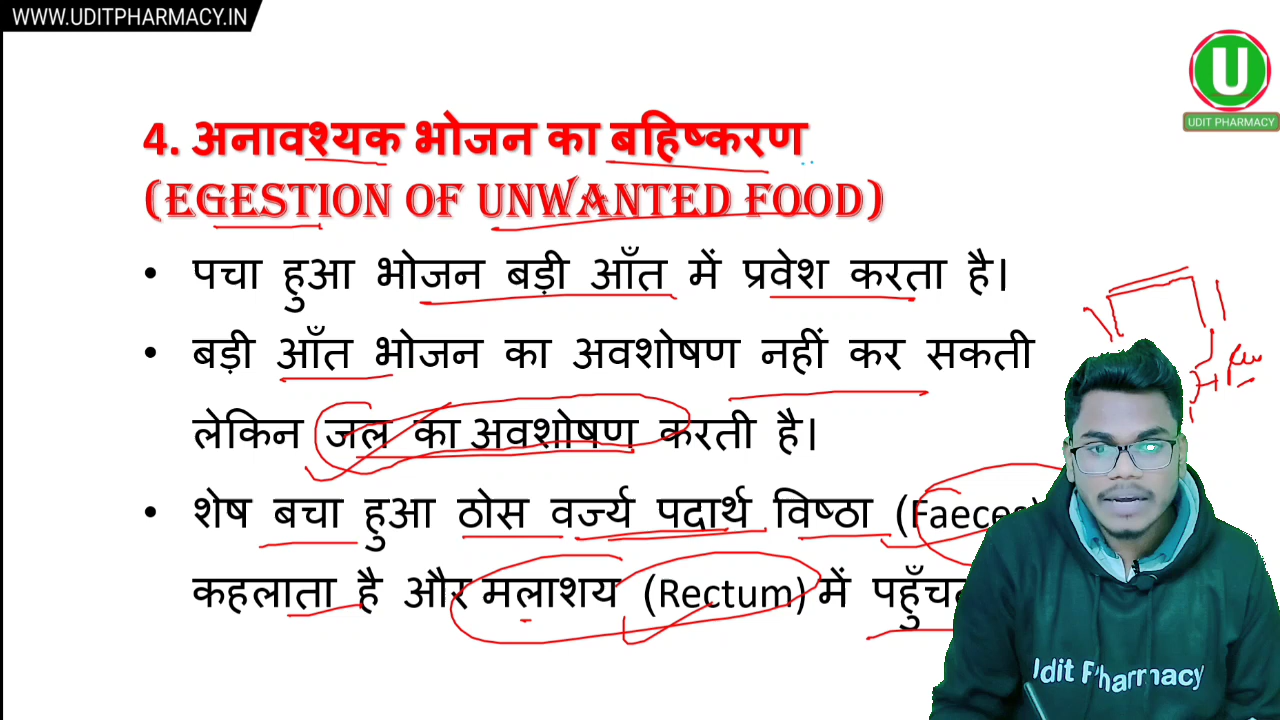 WWW.UDITPHARMACY.IN
U
UDIT PHARMACY
4. अनावश्यक भोजन का बहिष्करण
(EGESTION OF UNWANTED FOOD)
• पचा हुआ भोजन बड़ी आँत में प्रवेश करता है।
• बड़ी आँत भोजन का अवशोषण नहीं कर सकती
लेकिन जल का अवशोषण करती है।
• शेष बचा हुआ ठोस वर्ज्य पदार्थ विष्ठा (Faeces)
कहलाता है और मलाशय (Rectum) में
Udit Pharmacy